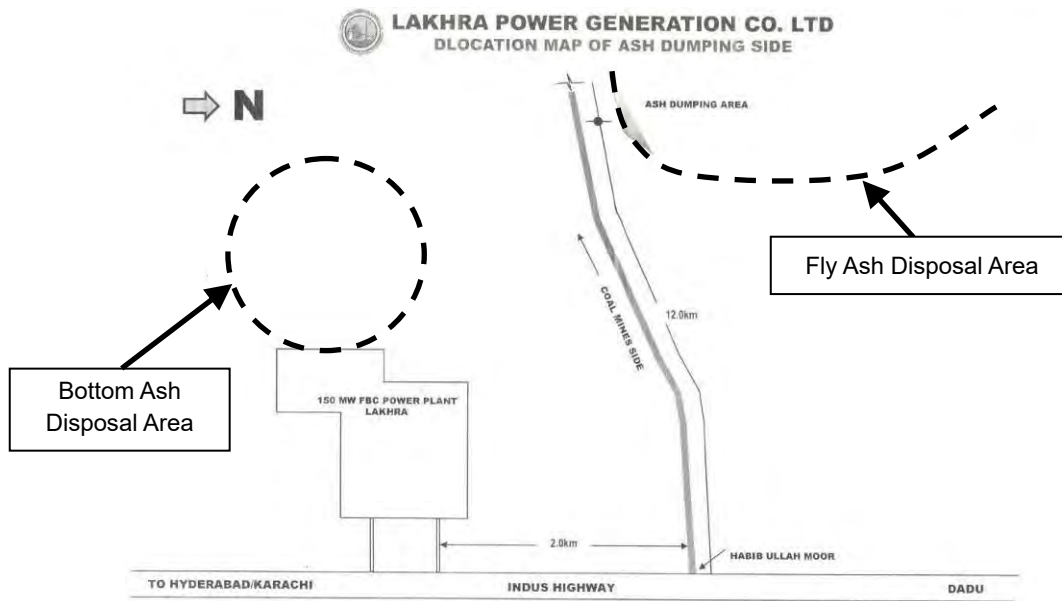 LAKHRA POWER GENERATION CO. LTD
DLOCATION MAP OF ASH DUMPING SIDE
N
ASH DUMPING AREA
Fly Ash Disposal Area
12.0km
COAL MINES SIDE
Bottom Ash
Disposal Area
150 MW FBC POWER PLANT
LAKHRA
2.0km
HABIB ULLAH MOOR
TO HYDERABAD/KARACHI
INDUS HIGHWAY
DADU